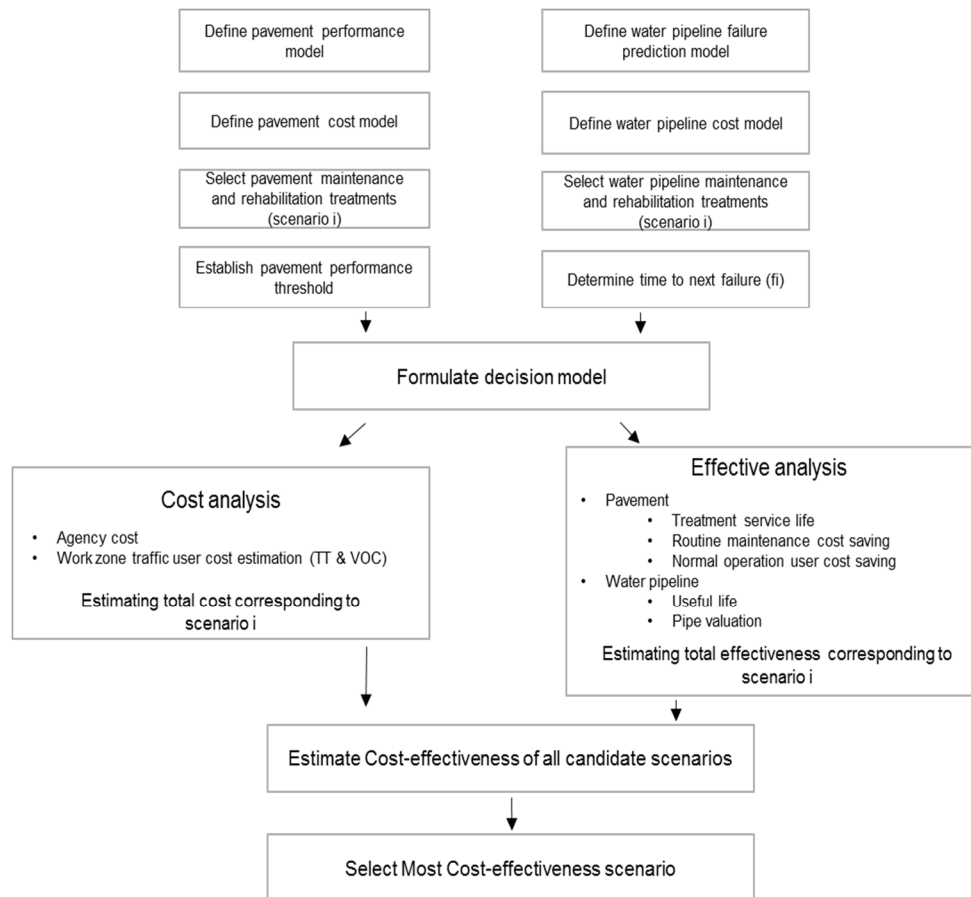 Define pavement performance
model
Define water pipeline failure
prediction model
Define pavement cost model
Define water pipeline cost model
Select pavement maintenance
and rehabilitation treatments
(scenario i)
Select water pipeline maintenance
and rehabilitation treatments
(scenario i)
Establish pavement performance
threshold
Determine time to next failure (fi)
Formulate decision model
Cost analysis
• Agency cost
• Work zone traffic user cost estimation (TT & VOC)
Estimating total cost corresponding to
scenario i
Effective analysis
• Pavement
• Treatment service life
• Routine maintenance cost saving
• Normal operation user cost saving
• Water pipeline
• Useful life
• Pipe valuation
Estimating total effectiveness corresponding to
scenario i
Estimate Cost-effectiveness of all candidate scenarios
Select Most Cost-effectiveness scenario